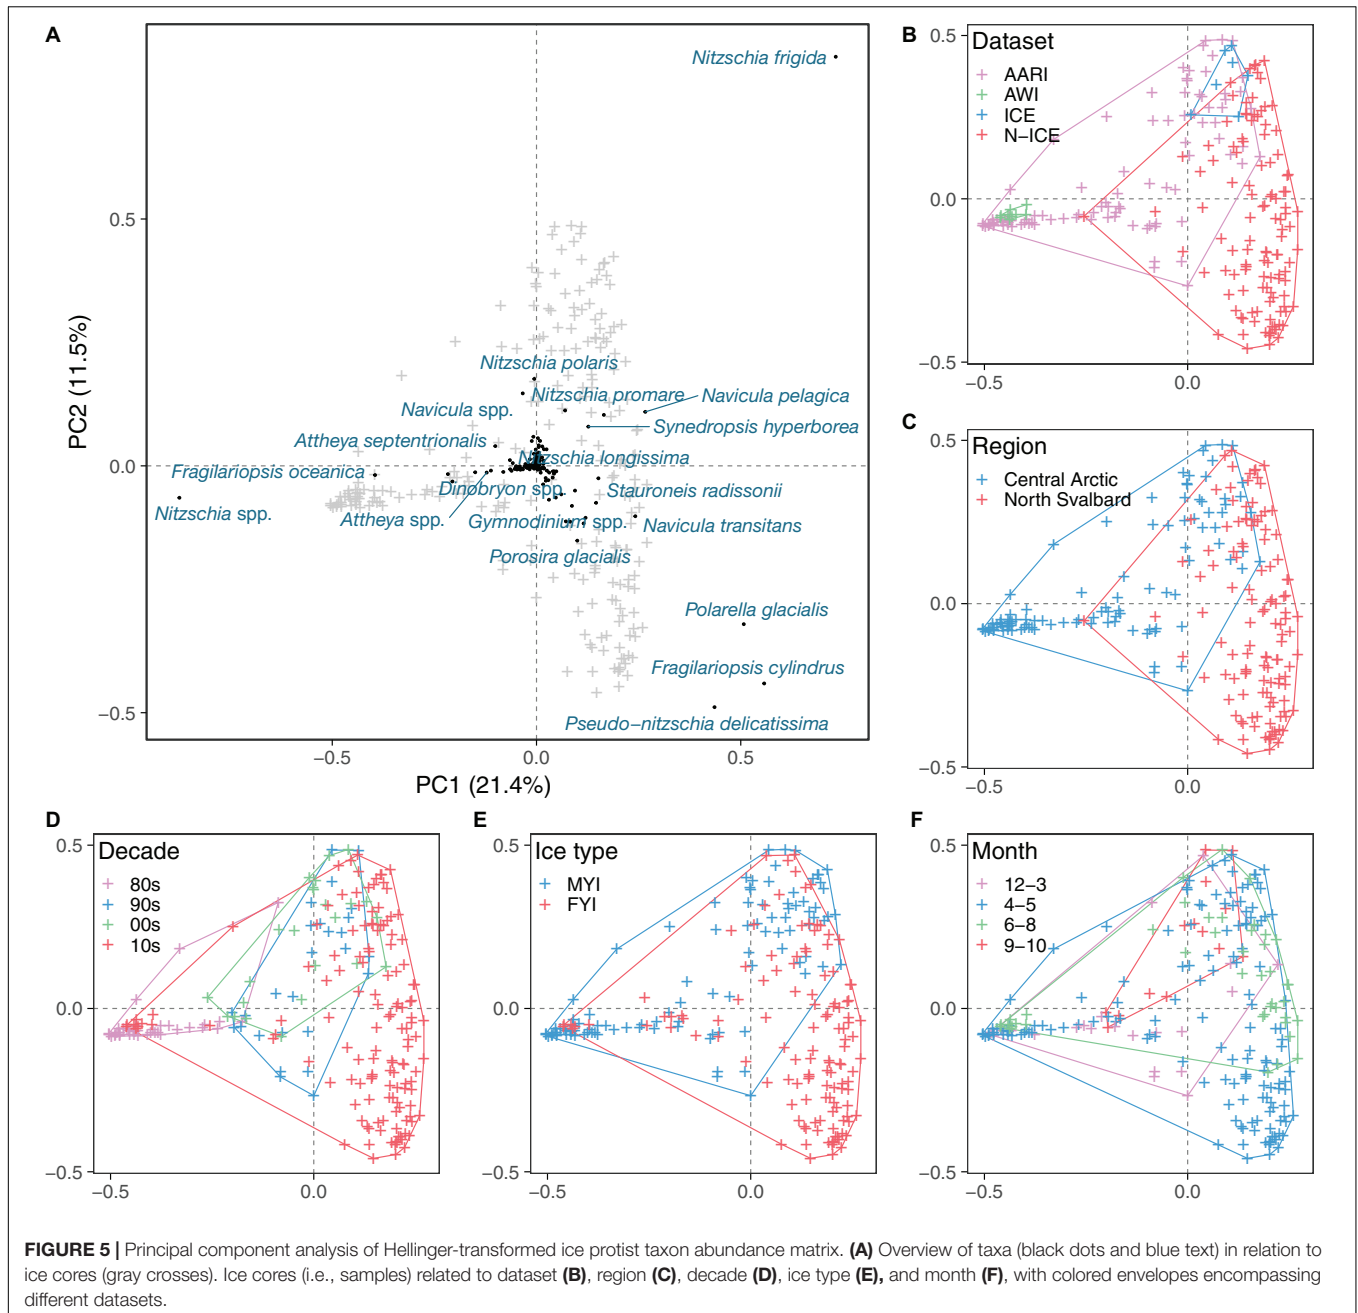 A
Nitzschia frigida
0.5
Nitzschia polaris
Nitzschia promare
Navicula pelagica
Navicula spp.
Synedropsis hyperborea
Attheya septentrionalis
Nitzschia longissima
0.0
Fragilariopsis oceanica
Dinobryon spp.
Stauroneis radissonii
Nitzschia spp.
Attheya spp.
Gymnodinium spp.
Navicula transitans
Porosira glacialis
Polarella glacialis
Fragilariopsis cylindrus
−0.5
Pseudo−nitzschia delicatissima
−0.5 0.0 0.5
PC1 (21.4%)
PC2 (11.5%)
B
Dataset
AARI
AWI
ICE
N−ICE
0.5
0.0
−0.5
−0.5 0.0
C
Region
Central Arctic
North Svalbard
0.5
0.0
−0.5
−0.5 0.0
D
Decade
80s
90s
00s
10s
0.5
0.0
−0.5
−0.5 0.0
E
Ice type
MYI
FYI
0.5
0.0
−0.5
−0.5 0.0
F
Month
12−3
4−5
6−8
9−10
0.5
0.0
−0.5
−0.5 0.0
FIGURE 5 | Principal component analysis of Hellinger-transformed ice protist taxon abundance matrix. (A) Overview of taxa (black dots and blue text) in relation to
ice cores (gray crosses). Ice cores (i.e., samples) related to dataset (B), region (C), decade (D), ice type (E), and month (F), with colored envelopes encompassing
different datasets.